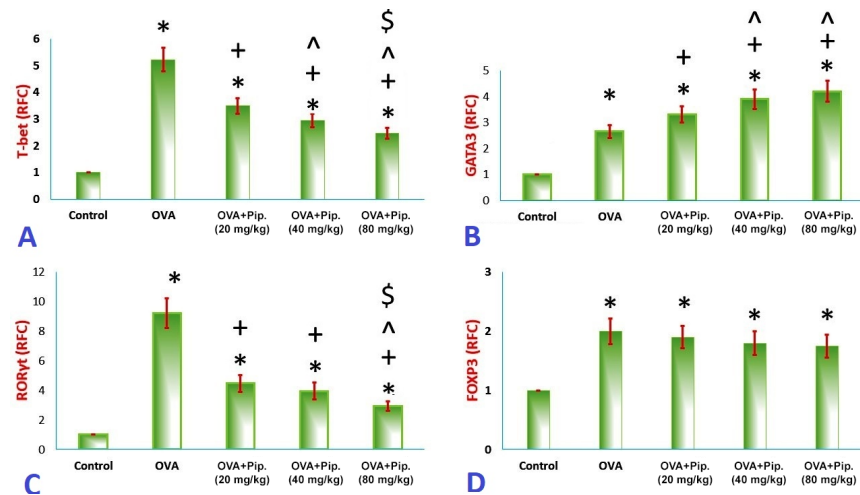 T-bet (RFC)
6
5
4
3
2
1
0
*
+
*
^
+
*
$
^
+
*
Control
OVA
OVA+Pip.
(20 mg/kg)
OVA+Pip.
(40 mg/kg)
OVA+Pip.
(80 mg/kg)
A
GATA3 (RFC)
5
4
3
2
1
0
*
+
*
^
+
*
^
+
*
Control
OVA
OVA+Pip.
(20 mg/kg)
OVA+Pip.
(40 mg/kg)
OVA+Pip.
(80 mg/kg)
B
RORγt (RFC)
12
10
8
6
4
2
0
*
+
*
+
*
$
^
+
*
Control
OVA
OVA+Pip.
(20 mg/kg)
OVA+Pip.
(40 mg/kg)
OVA+Pip.
(80 mg/kg)
C
FOXP3 (RFC)
3
2
1
0
*
*
*
*
Control
OVA
OVA+Pip.
(20 mg/kg)
OVA+Pip.
(40 mg/kg)
OVA+Pip.
(80 mg/kg)
D